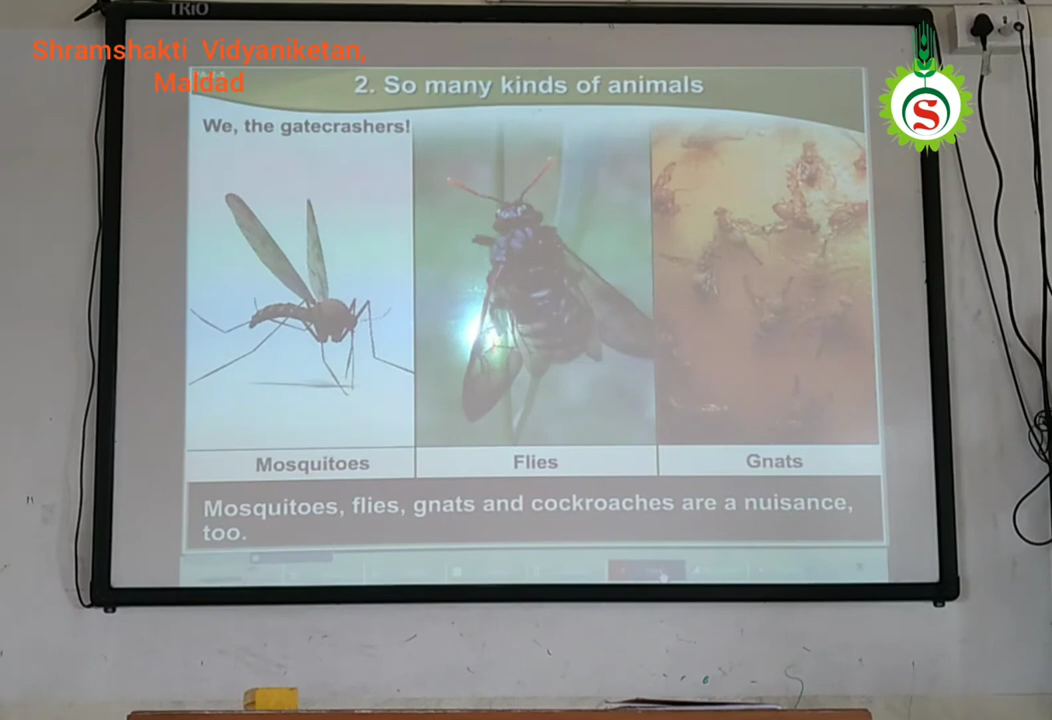 TRiO
Shramshakti Vidyaniketan,
Maldad
2. So many kinds of animals
S
We, the gatecrashers!
Mosquitoes
Flies
Gnats
Mosquitoes, flies, gnats and cockroaches are a nuisance,
too.